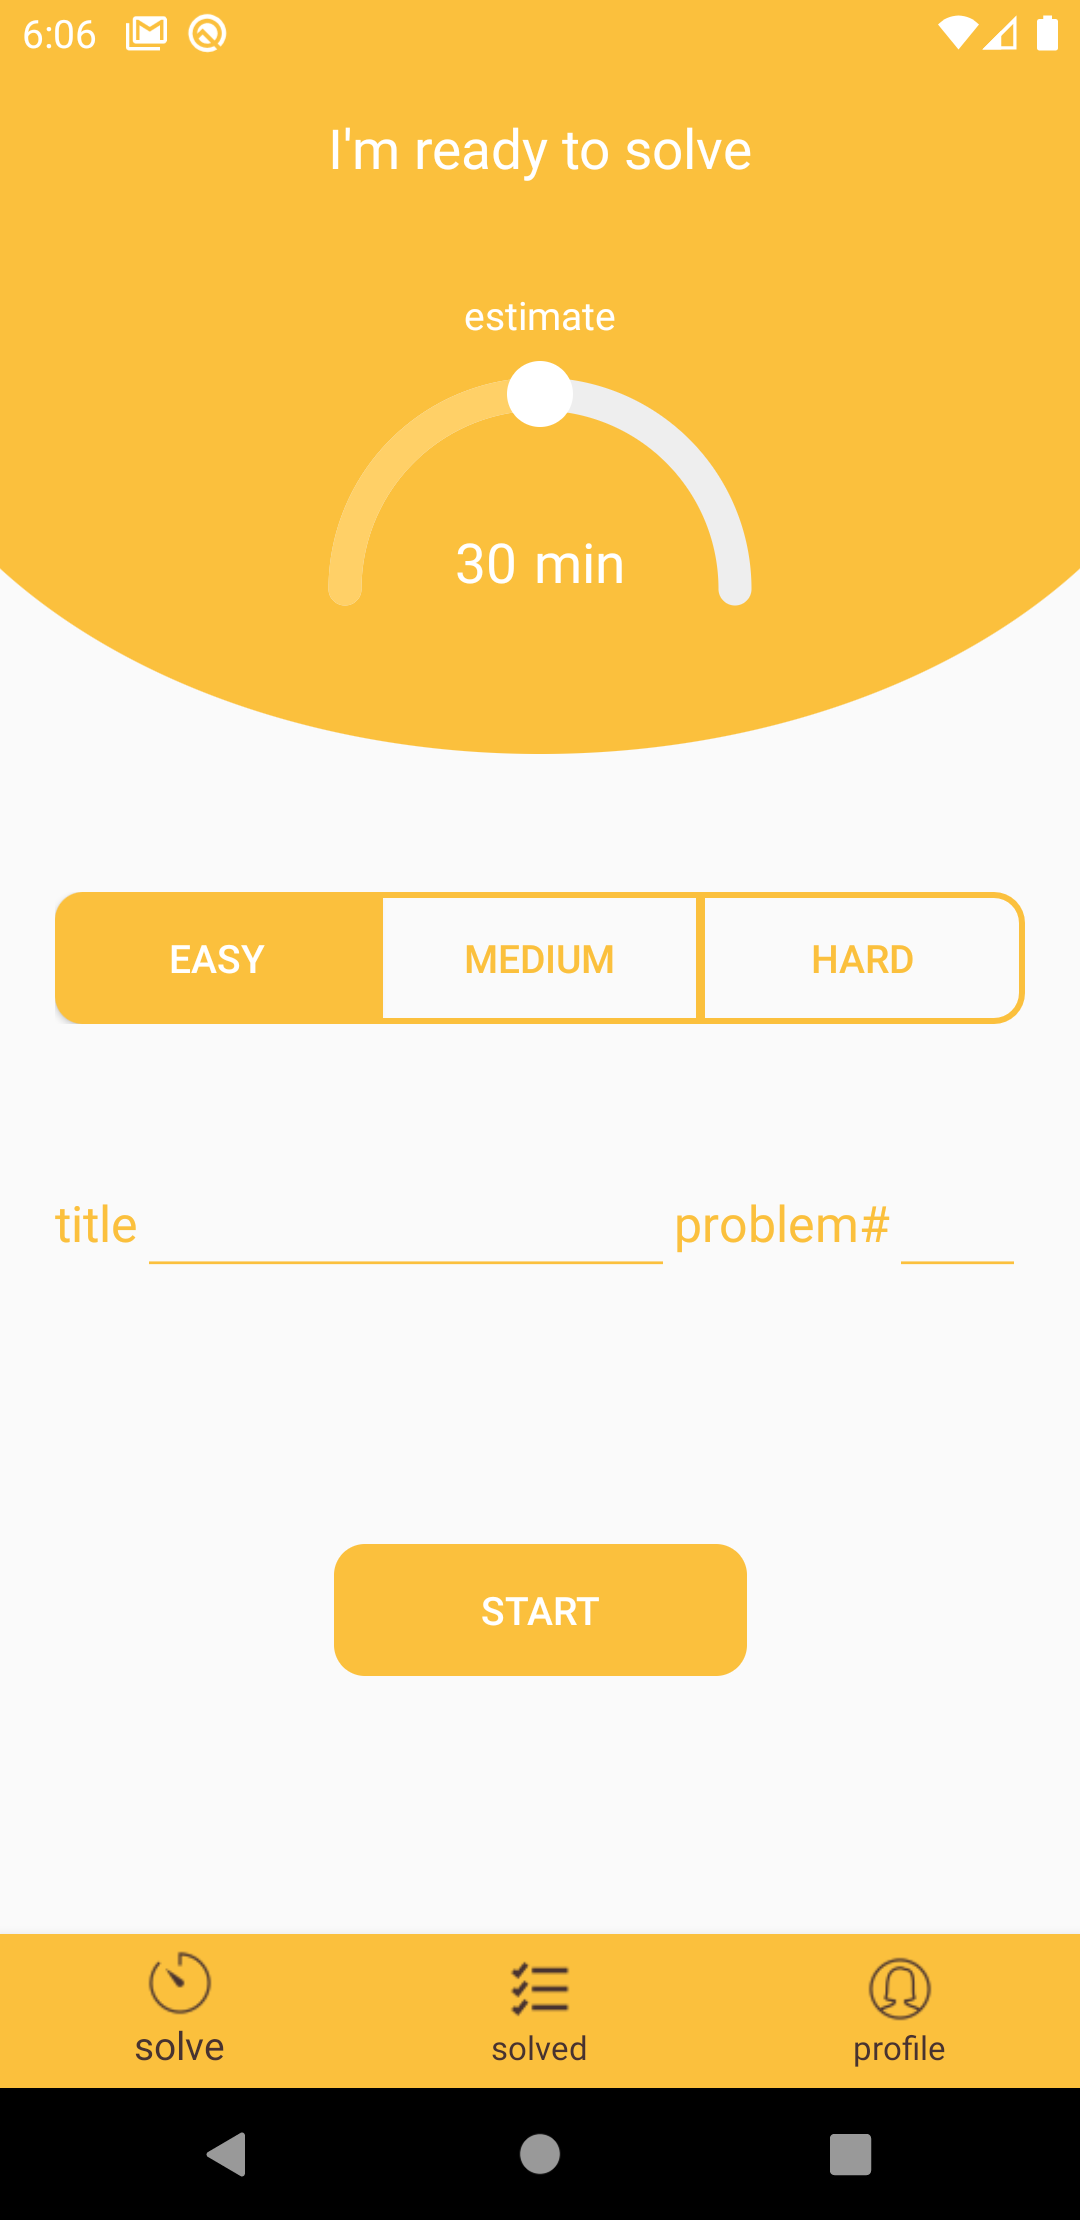 6:06
I'm ready to solve
estimate
30 min
EASY MEDIUM HARD
title problem#
START
solve solved profile